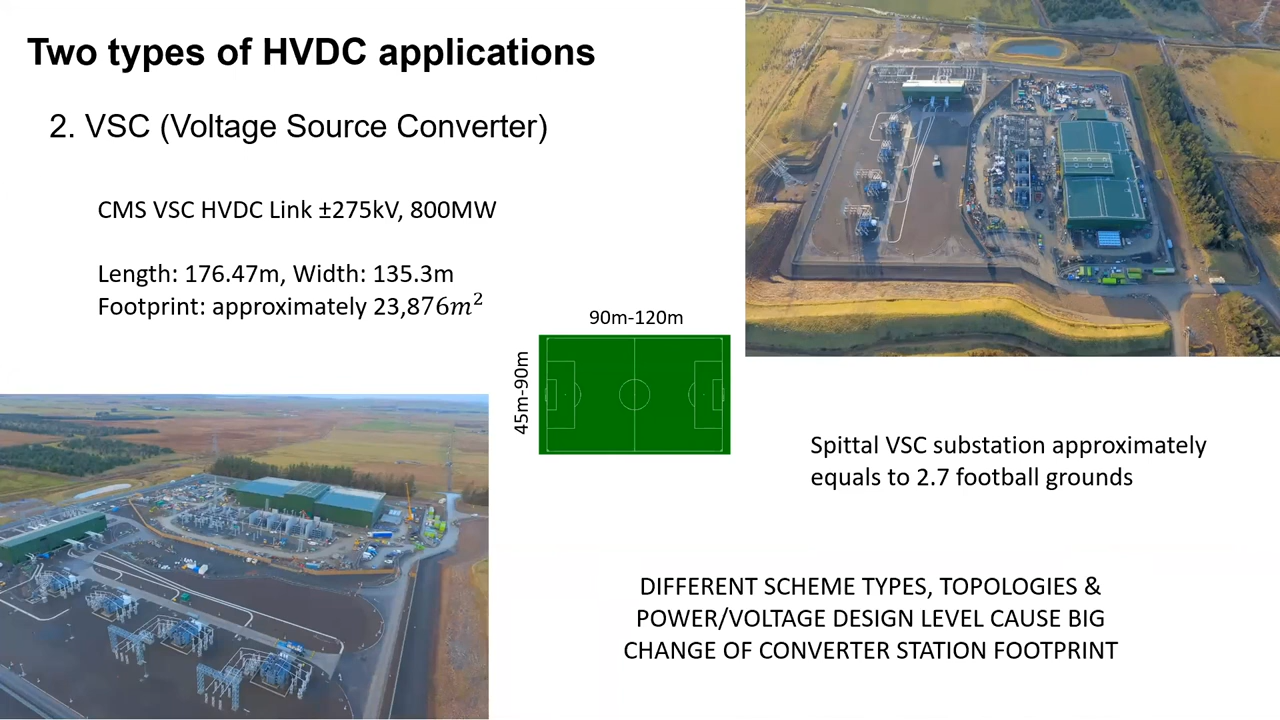 Two types of HVDC applications
2. VSC (Voltage Source Converter)
CMS VSC HVDC Link ±275kV, 800MW
Length: 176.47m, Width: 135.3m
Footprint: approximately 23,876m²
90m-120m
45m-90m
Spittal VSC substation approximately
equals to 2.7 football grounds
DIFFERENT SCHEME TYPES, TOPOLOGIES &
POWER/VOLTAGE DESIGN LEVEL CAUSE BIG
CHANGE OF CONVERTER STATION FOOTPRINT